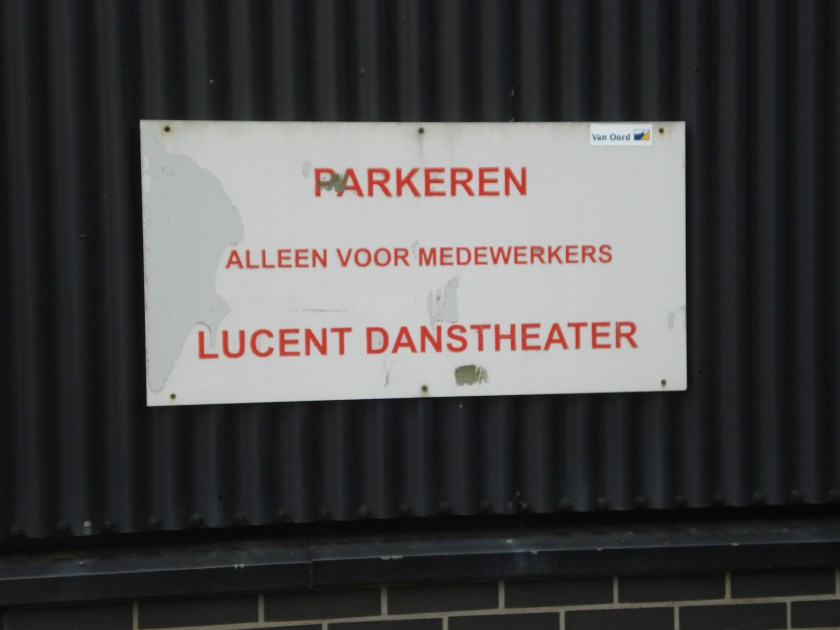 Van Oord
PARKEREN
ALLEEN VOOR MEDEWERKERS
LUCENT DANSTHEATER